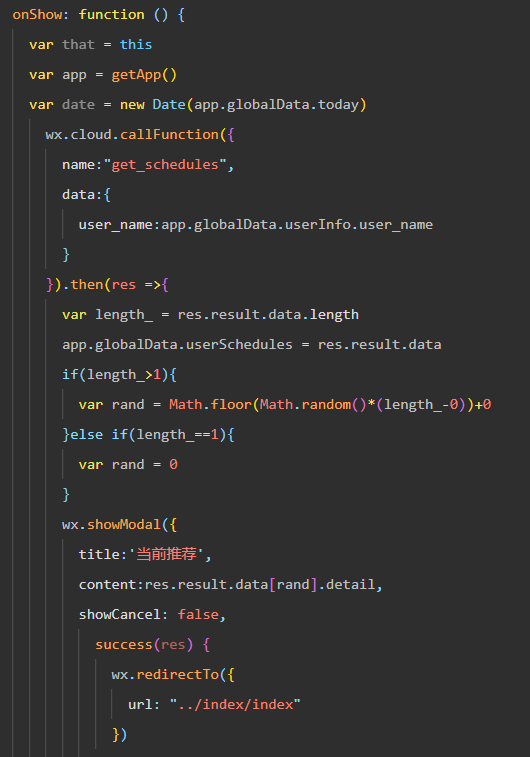 onShow: function () {
var that = this
var app = getApp()
var date = new Date(app.globalData.today)
wx.cloud.callFunction({
name:"get_schedules",
data:{
user_name:app.globalData.userInfo.user_name
}
}).then(res =>{
var length_ = res.result.data.length
app.globalData.userSchedules = res.result.data
if(length_>1){
var rand = Math.floor(Math.random()*(length_-0))+0
}else if(length_==1){
var rand = 0
}
wx.showModal({
title:'当前推荐',
content:res.result.data[rand].detail,
showCancel: false,
success(res) {
wx.redirectTo({
url: "../index/index"
})